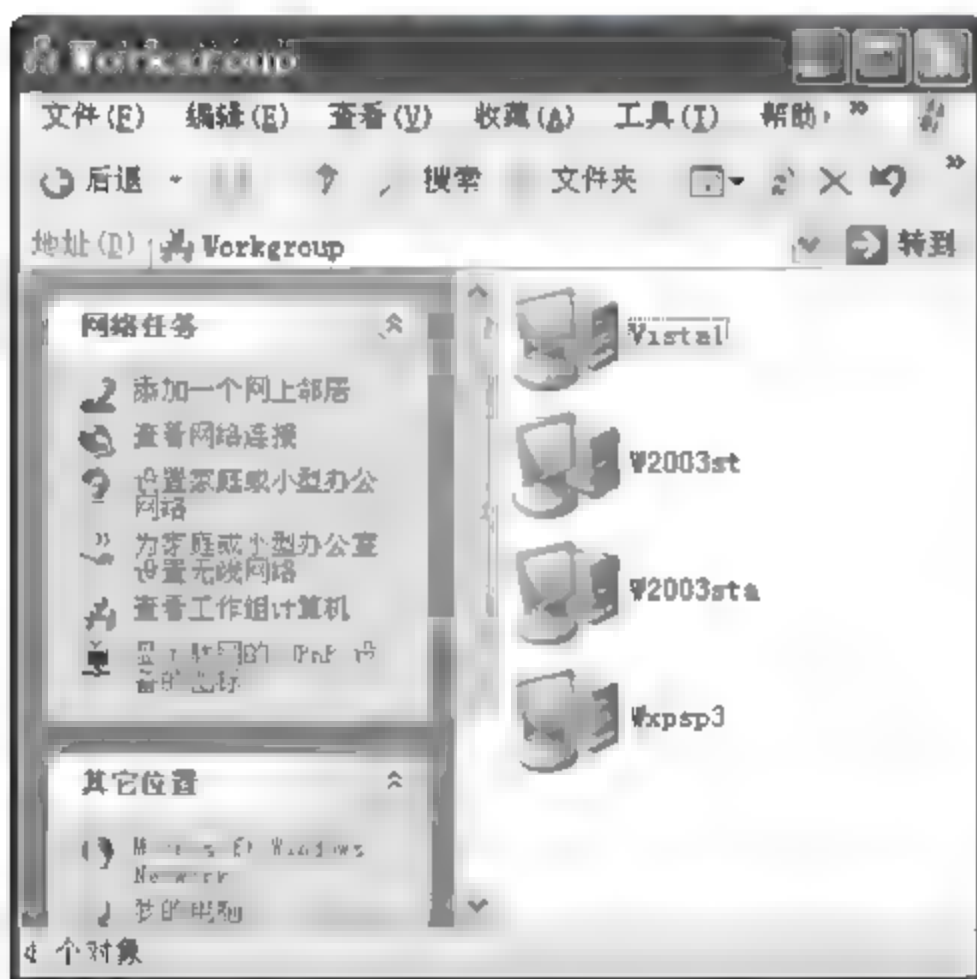 Workgroup
文件(F) 编辑(E) 查看(V) 收藏(A) 工具(T) 帮助 »
后退 搜索 文件夹 »
地址(D) Workgroup 转到
网络任务
添加一个网上邻居
查看网络连接
设置家庭或小型办公
网络
为家庭或小型办公室
设置无线网络
查看工作组计算机
其它位置
Network
Vista1
W2003st
W2003sta
Wxpsp3
4 个对象